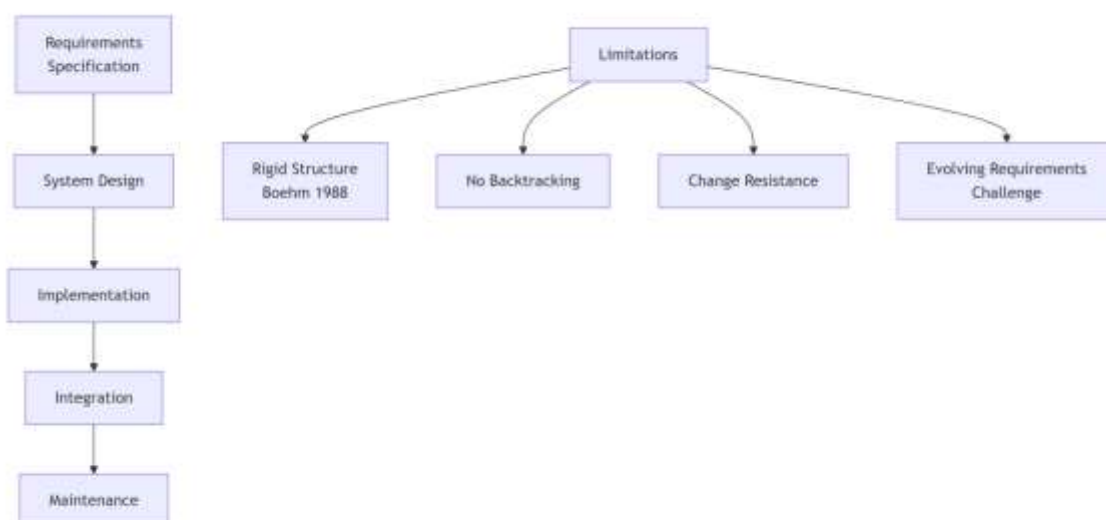 Requirements
Specification
System Design
Implementation
Integration
Maintenance
Limitations
Rigid Structure
Boehm 1988
No Backtracking
Change Resistance
Evolving Requirements
Challenge